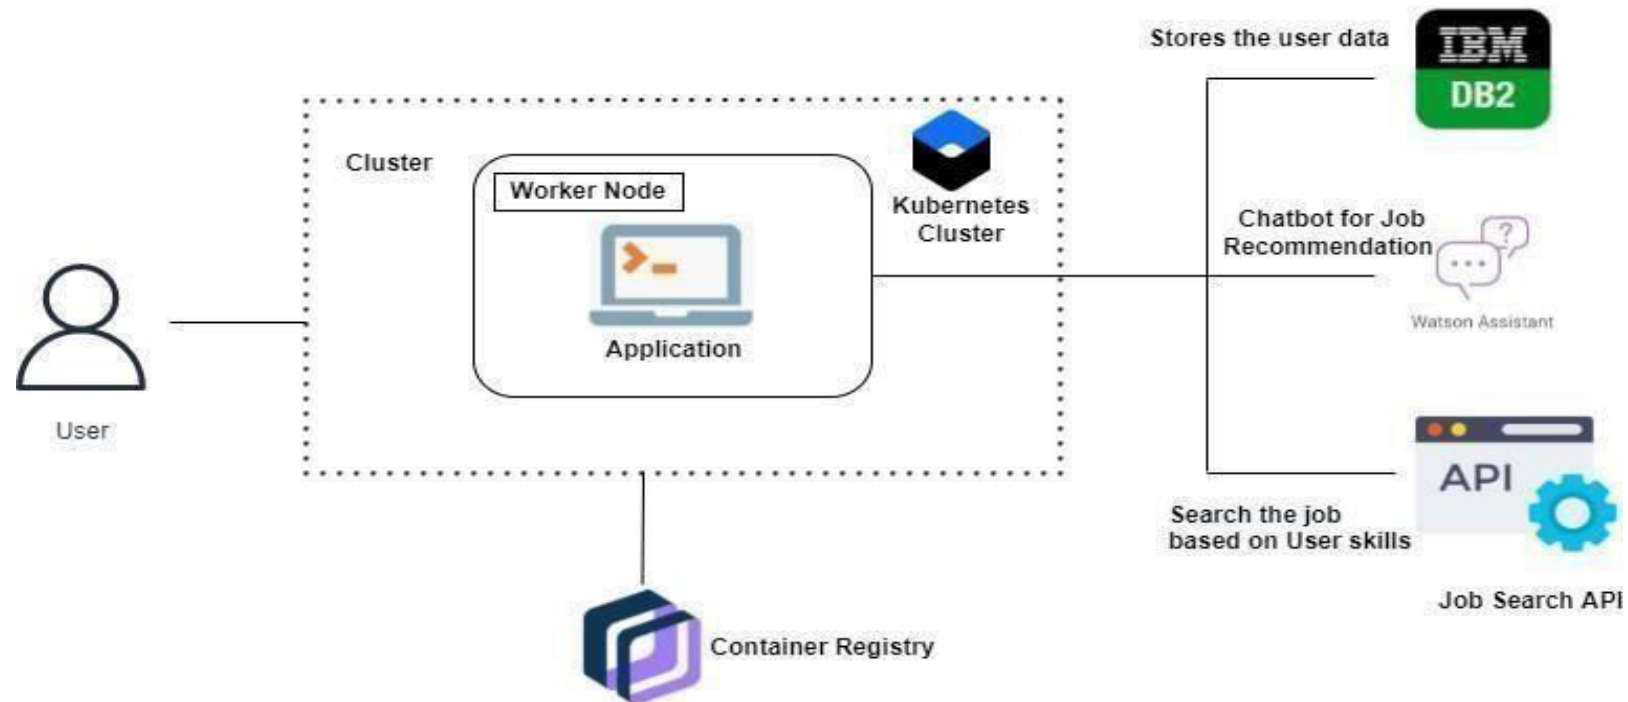 Stores the user data
IBM
DB2
Cluster
Worker Node
Kubernetes
Cluster
Application
Chatbot for Job
Recommendation
?
Watson Assistant
User
API
Search the job
based on User skills
Job Search API
Container Registry